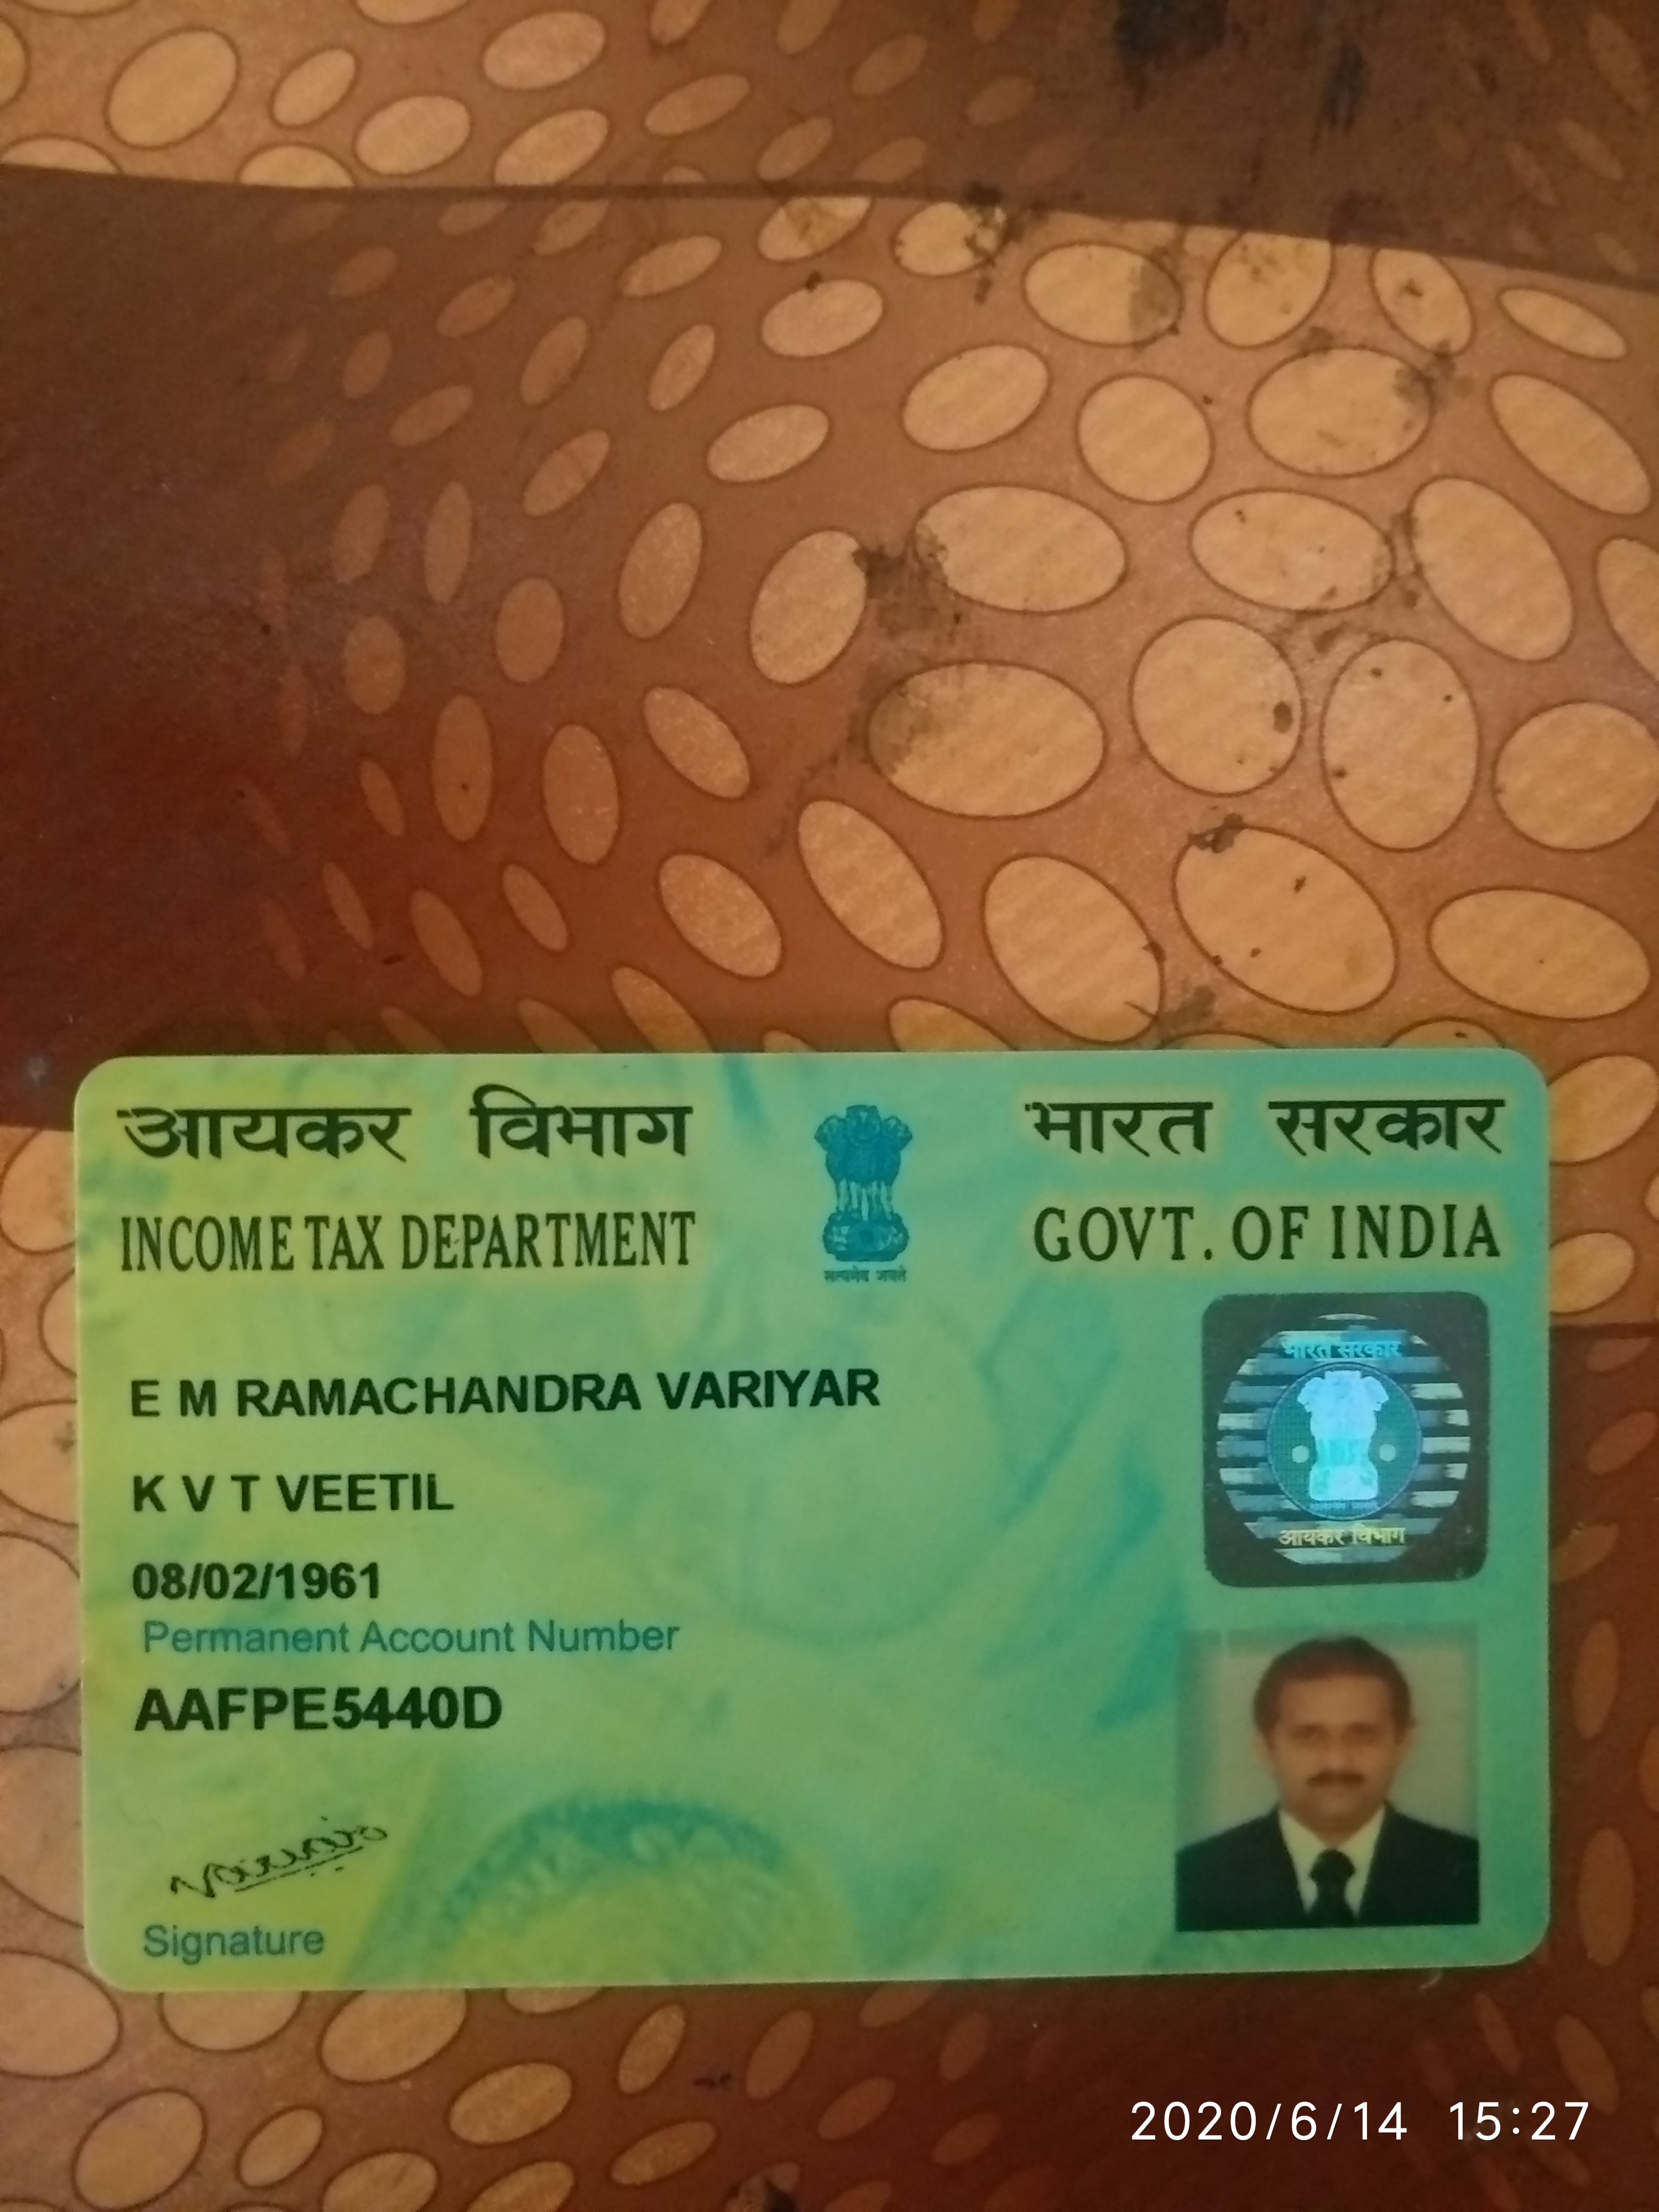 आयकर विभाग
भारत सरकार
INCOME TAX DEPARTMENT
GOVT. OF INDIA
सत्यमेव जयते
भारत सरकार
आयकर विभाग
E M RAMACHANDRA VARIYAR
K V T VEETIL
08/02/1961
Permanent Account Number
AAFPE5440D
Signature
2020/6/14 15:27